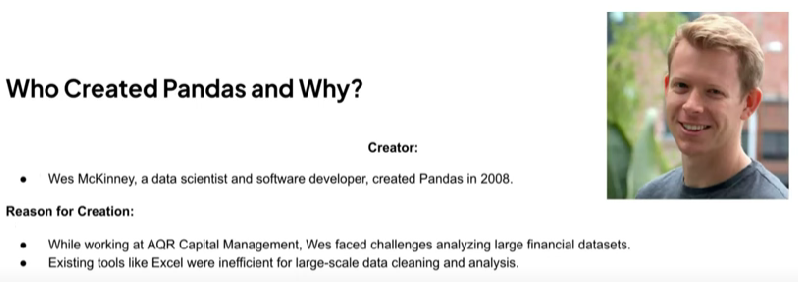 Who Created Pandas and Why?
Creator:
• Wes McKinney, a data scientist and software developer, created Pandas in 2008.
Reason for Creation:
• While working at AQR Capital Management, Wes faced challenges analyzing large financial datasets.
• Existing tools like Excel were inefficient for large-scale data cleaning and analysis.